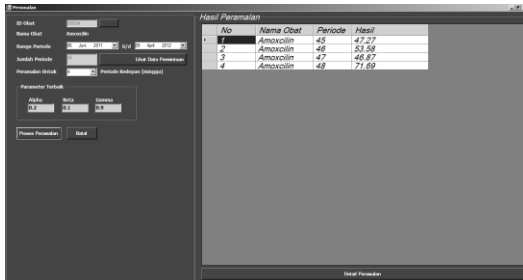 Peramalan
ID Obat
Nama Obat Amoxcilin
Range Periode 08 Jun 2011 S/d 08 April 2012
Jumlah Periode Lihat Data Permintaan
Peramalan Untuk Periode Kedepan (minggu)
Parameter Terbaik
Alpha Beta Gamma
0.2 0.1 0.9
Proses Peramalan Batal
Hasil Peramalan
No Nama Obat Periode Hasil
1 Amoxcilin 45 47.27
2 Amoxcilin 46 53.58
3 Amoxcilin 47 46.87
4 Amoxcilin 48 71.69
Detail Peramalan